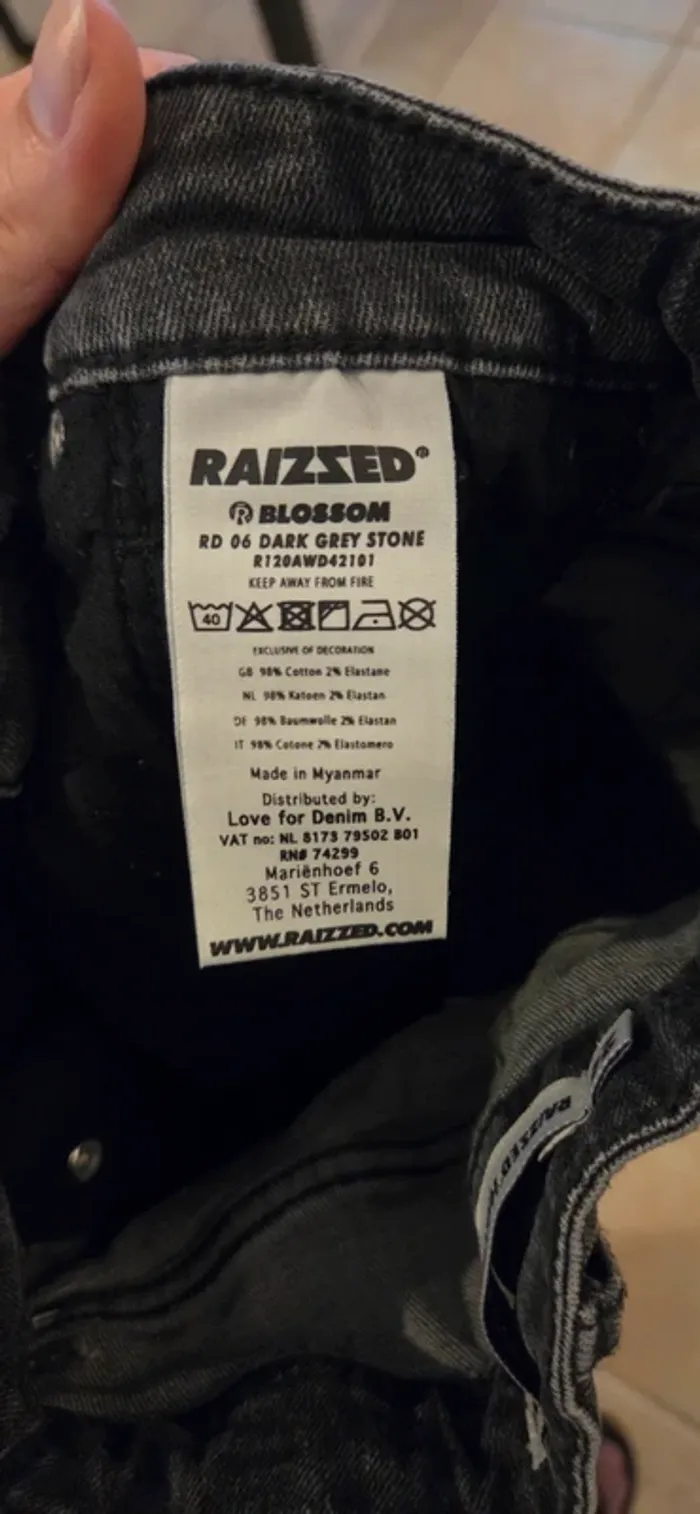 RAIZZED®
R BLOSSOM
RD 06 DARK GREY STONE
R120AWD42101
KEEP AWAY FROM FIRE
40
EXCLUSIVE OF DECORATION
GB 98% Cotton 2% Elastane
NL 98% Katoen 2% Elastan
DE 98% Baumwolle 2% Elastan
IT 98% Cotone 2% Elastomero
Made in Myanmar
Distributed by:
Love for Denim B.V.
VAT no: NL 8173 79502 B01
RN# 74299
Mariënhoef 6
3851 ST Ermelo,
The Netherlands
WWW.RAIZZED.COM
RAIZZED